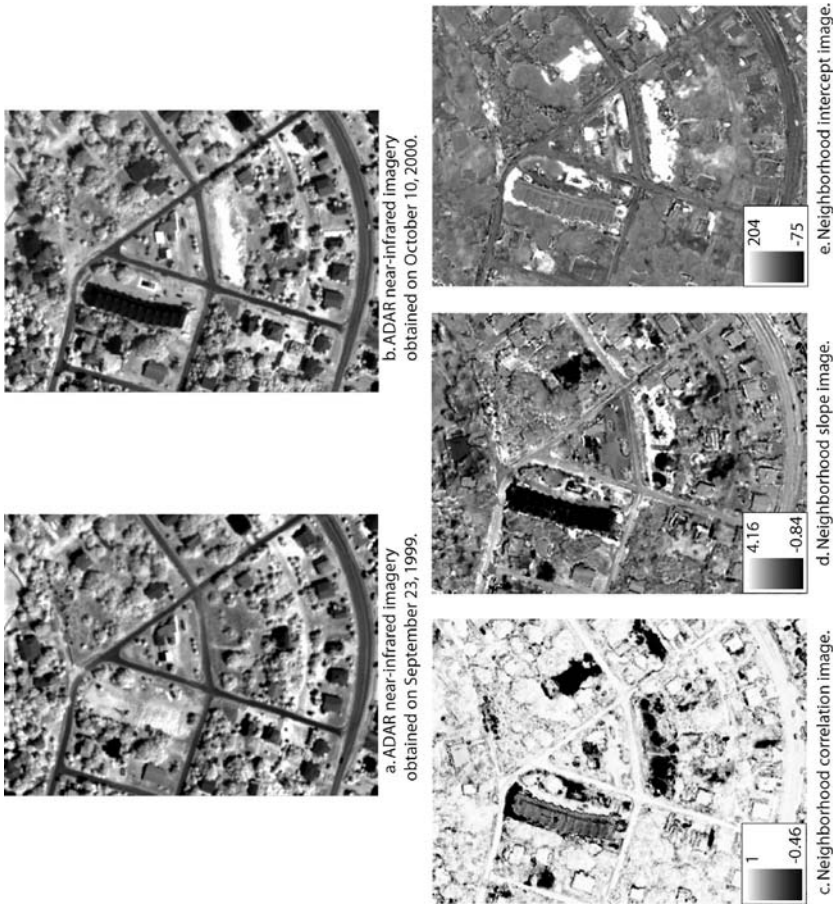 a. ADAR near-infrared imagery
obtained on September 23, 1999.
b. ADAR near-infrared imagery
obtained on October 10, 2000.
1
-0.46
c. Neighborhood correlation image.
4.16
-0.84
d. Neighborhood slope image.
204
-75
e. Neighborhood intercept image.